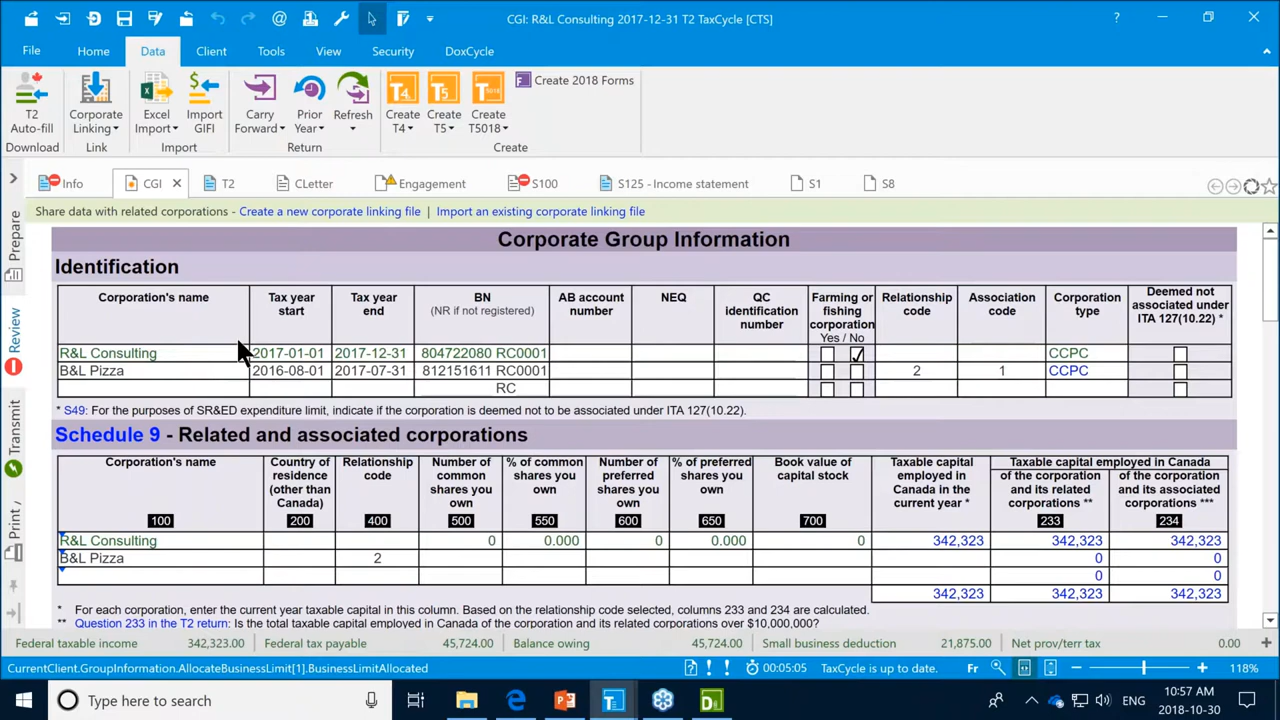 CGI: R&L Consulting 2017-12-31 T2 TaxCycle [CTS]
File Home Data Client Tools View Security DoxCycle
T2 Auto-fill
Corporate Linking
Excel Import
Import GIFI
Carry Forward
Prior Year
Refresh
Create T4
Create T5
Create T5018
Create 2018 Forms
Download Link Import Return Create
Info CGI T2 CLetter Engagement S100 S125 - Income statement S1 S8
Share data with related corporations - Create a new corporate linking file | Import an existing corporate linking file
Prepare
Review
Transmit
Print /
Corporate Group Information
Identification
Corporation's name
Tax year start
Tax year end
BN (NR if not registered)
AB account number
NEQ
QC identification number
Farming or fishing corporation Yes / No
Relationship code
Association code
Corporation type
Deemed not associated under ITA 127(10.22) *
R&L Consulting 2017-01-01 2017-12-31 804722080 RC0001 CCPC
B&L Pizza 2016-08-01 2017-07-31 812151611 RC0001 2 1 CCPC
RC
* S49: For the purposes of SR&ED expenditure limit, indicate if the corporation is deemed not to be associated under ITA 127(10.22).
Schedule 9 - Related and associated corporations
Corporation's name 100
Country of residence (other than Canada) 200
Relationship code 400
Number of common shares you own 500
% of common shares you own 550
Number of preferred shares you own 600
% of preferred shares you own 650
Book value of capital stock 700
Taxable capital employed in Canada in the current year *
Taxable capital employed in Canada
of the corporation and its related corporations ** 233
of the corporation and its associated corporations *** 234
R&L Consulting 0 0.000 0 0.000 0 342,323 342,323 342,323
B&L Pizza 2 0 0
0 0
342,323 342,323 342,323
* For each corporation, enter the current year taxable capital in this column. Based on the relationship code selected, columns 233 and 234 are calculated.
** Question 233 in the T2 return: Is the total taxable capital employed in Canada of the corporation and its related corporations over $10,000,000?
Federal taxable income 342,323.00 Federal tax payable 45,724.00 Balance owing 45,724.00 Small business deduction 21,875.00 Net prov/terr tax 0.00
CurrentClient.GroupInformation.AllocateBusinessLimit[1].BusinessLimitAllocated 00:05:05 TaxCycle is up to date. Fr 118%
Type here to search
ENG
10:57 AM
2018-10-30